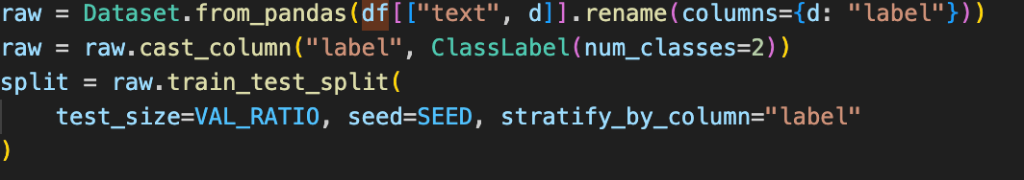 raw = Dataset.from_pandas(df[["text", d]].rename(columns={d: "label"}))
raw = raw.cast_column("label", ClassLabel(num_classes=2))
split = raw.train_test_split(
    test_size=VAL_RATIO, seed=SEED, stratify_by_column="label"
)